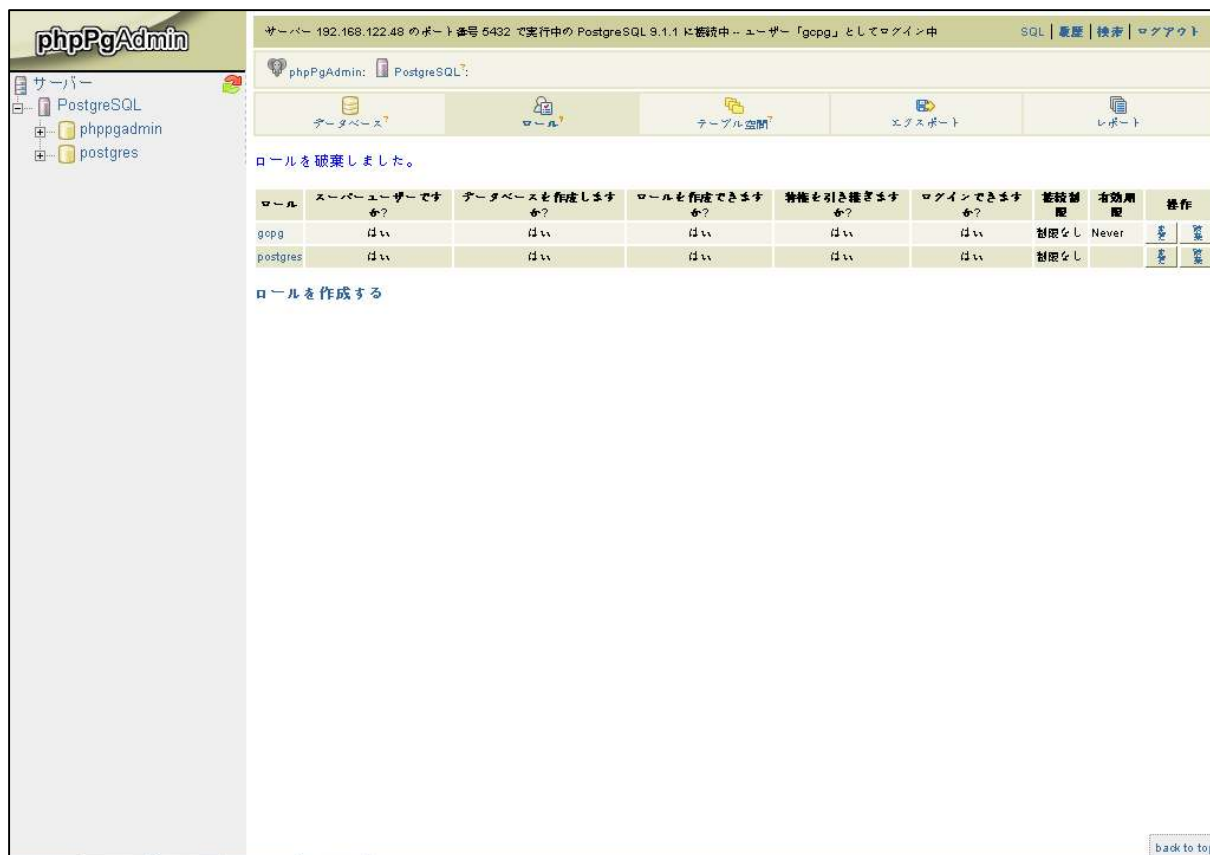 phpPgAdmin
サーバー
PostgreSQL
phppgadmin
postgres
サーバー 192.168.122.48 のポート番号 5432 で実行中の PostgreSQL 9.1.1 に接続中 -- ユーザー「gcpg」としてログイン中
SQL | 履歴 | 検索 | ログアウト
phpPgAdmin: PostgreSQL?:
データベース?
ロール?
テーブル空間?
エクスポート
レポート
ロールを破棄しました。
ロール スーパーユーザーですか? データベースを作成しますか? ロールを作成できますか? 特権を引き継ぎますか? ログインできますか? 接続制限 有効期限 操作
gcpg はい はい はい はい はい 制限なし Never 変更 破棄
postgres はい はい はい はい はい 制限なし 変更 破棄
ロールを作成する
back to top